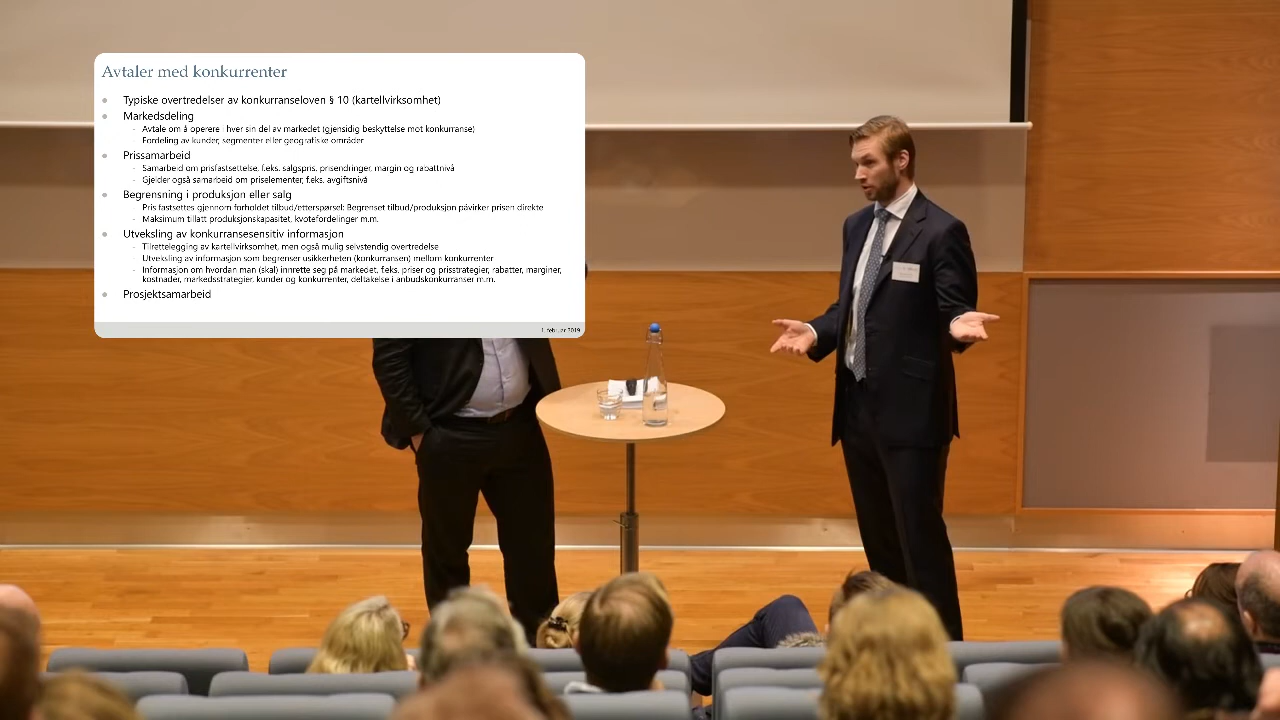 Avtaler med konkurrenter
Typiske overtredelser av konkurranseloven § 10 (kartellvirksomhet)
Markedsdeling
Avtale om å operere i hver sin del av markedet (gjensidig beskyttelse mot konkurranse)
Fordeling av kunder, segmenter eller geografiske områder
Prissamarbeid
Samarbeid om prisfastsettelse, f.eks. salgspris, prisendringer, margin og rabattnivå
Gjelder også samarbeid om priselementer, f.eks. avgiftsnivå
Begrensning i produksjon eller salg
Pris fastsettes gjennom forholdet tilbud/etterspørsel: Begrenset tilbud/produksjon påvirker prisen direkte
Maksimum tillatt produksjonskapasitet, kvotefordelinger m.m.
Utveksling av konkurransesensitiv informasjon
Tilrettelegging av kartellvirksomhet, men også mulig selvstendig overtredelse
Utveksling av informasjon som begrenser usikkerheten (konkurransen) mellom konkurrenter
Informasjon om hvordan man (skal) innrette seg på markedet, f.eks. priser og prisstrategier, rabatter, marginer,
kostnader, markedsstrategier, kunder og konkurrenter, deltakelse i anbudskonkurranser m.m.
Prosjektsamarbeid
1. februar 2019